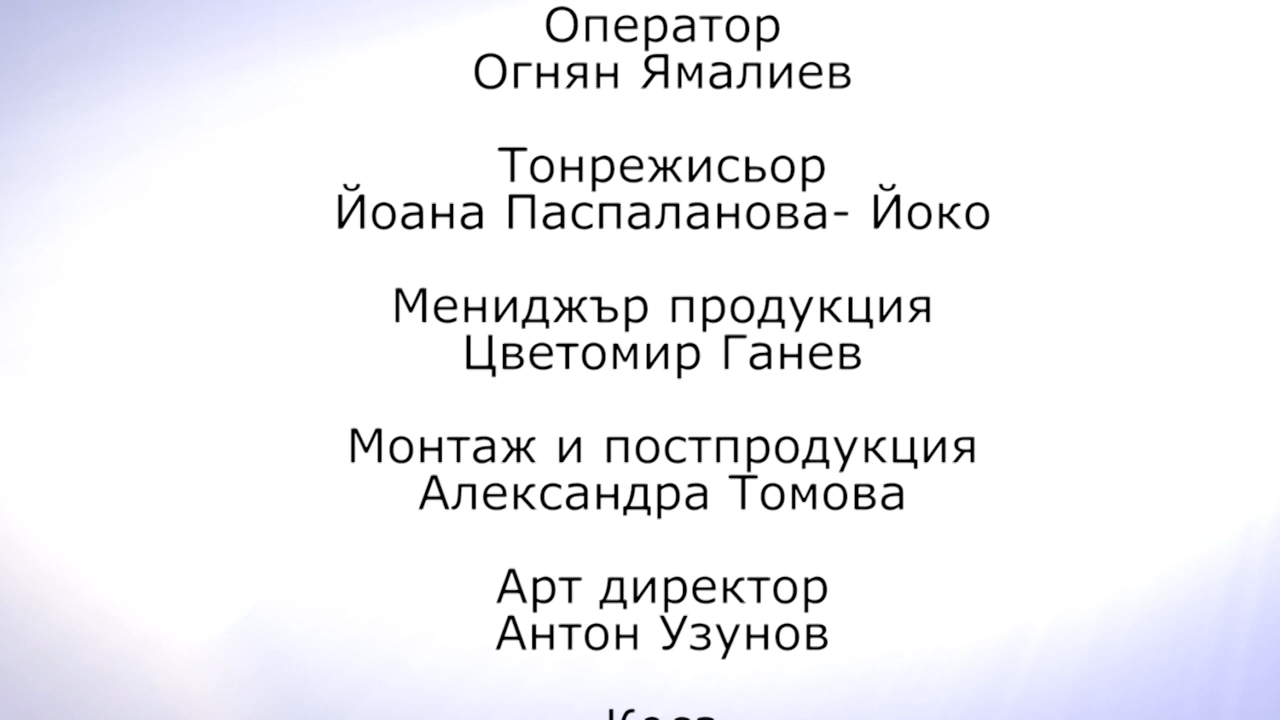 Оператор
Огнян Ямалиев
Тонрежисьор
Йоана Паспаланова- Йоко
Мениджър продукция
Цветомир Ганев
Монтаж и постпродукция
Александра Томова
Арт директор
Антон Узунов